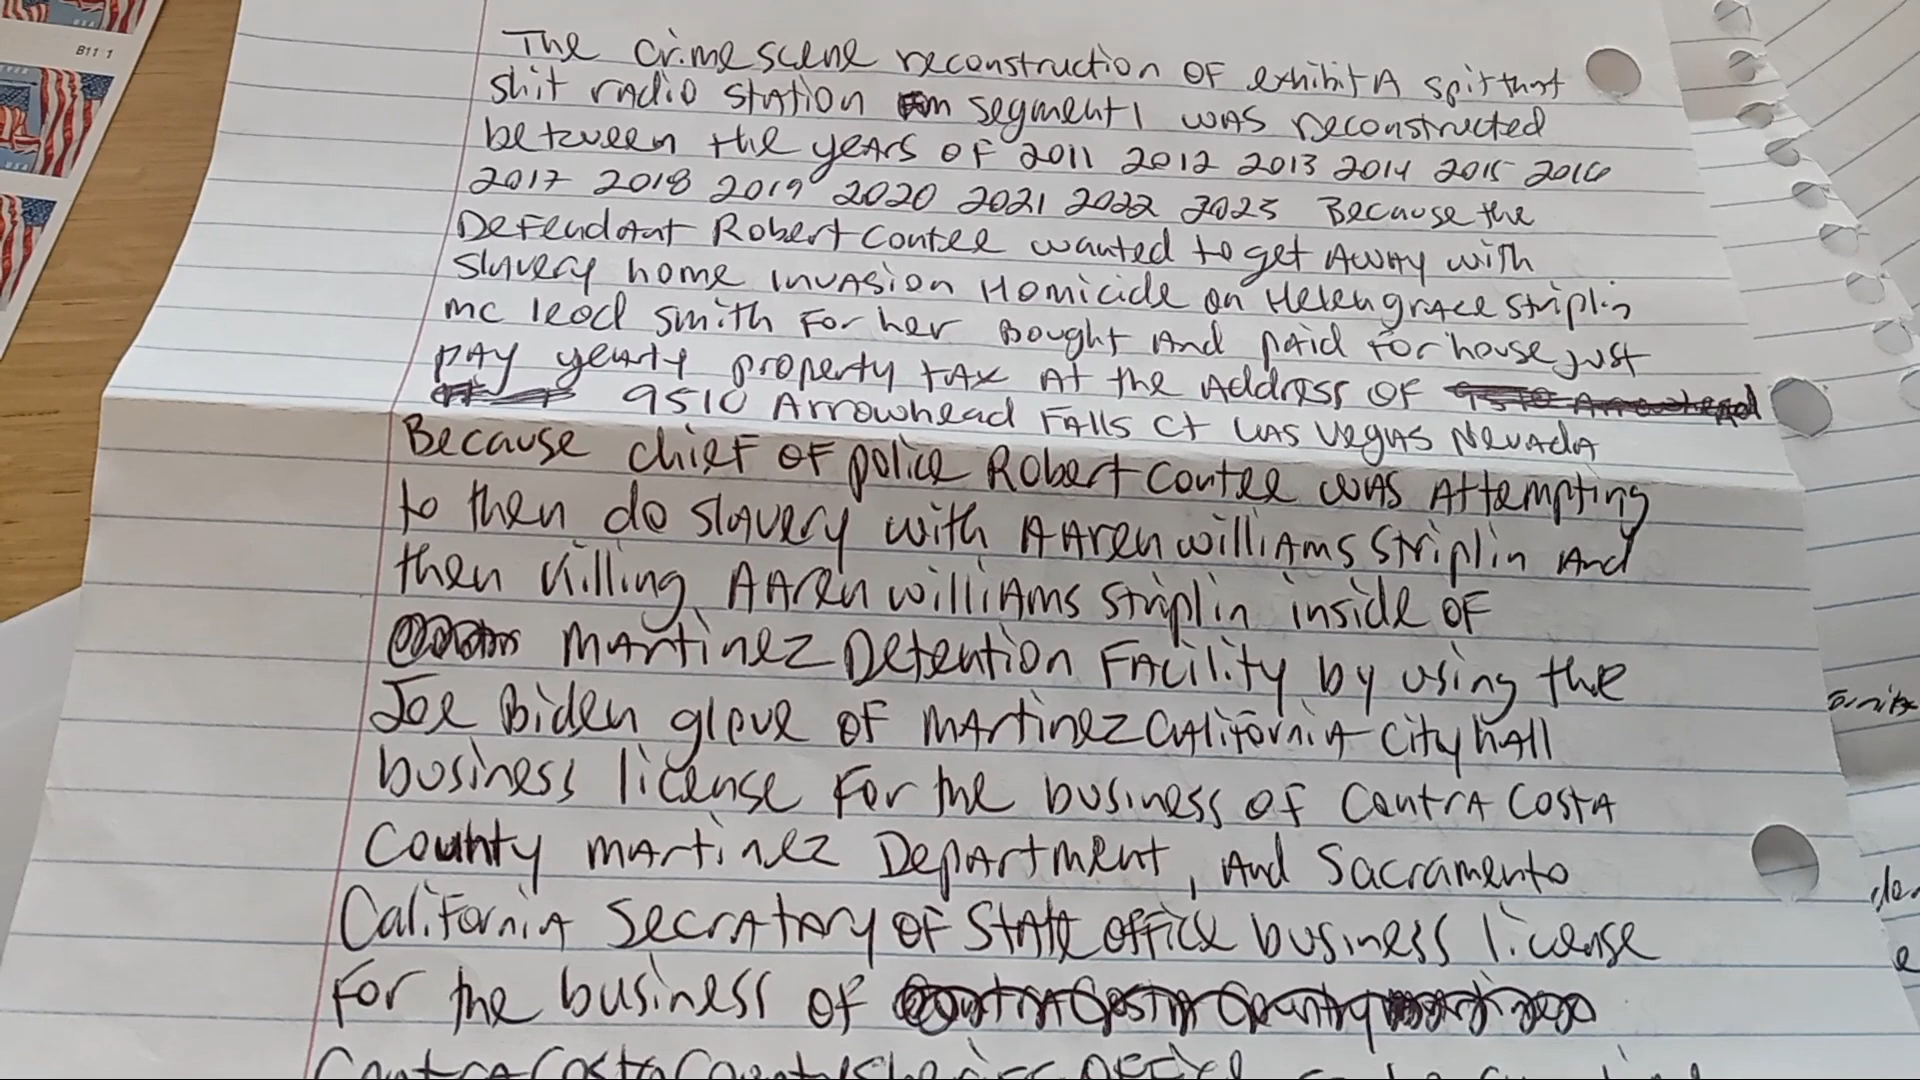 B11 1
USA
The crime scene reconstruction OF exhibit A spit that
shit radio station segment 1 was reconstructed
between the years OF 2011 2012 2013 2014 2015 2016
2017 2018 2019 2020 2021 2022 2023 Because the
Defendant Robert Contee wanted to get Away with
slavery home invasion Homicide on Helen grace Striplin
mc leod smith For her Bought And paid For house just
pay yearly property tax At the Address OF
9510 Arrowhead Falls Ct Las Vegas Nevada
Because chief OF police Robert Contee was Attempting
to then do slavery with AAren williams Striplin And
then killing AAren williams Striplin inside OF
Martinez Detention Facility by using the
Joe Biden glove OF Martinez California City hall
business license For the business OF Contra Costa
County Martinez Department, And Sacramento
California Secratary OF State office business license
For the business OF
Contra Costa County